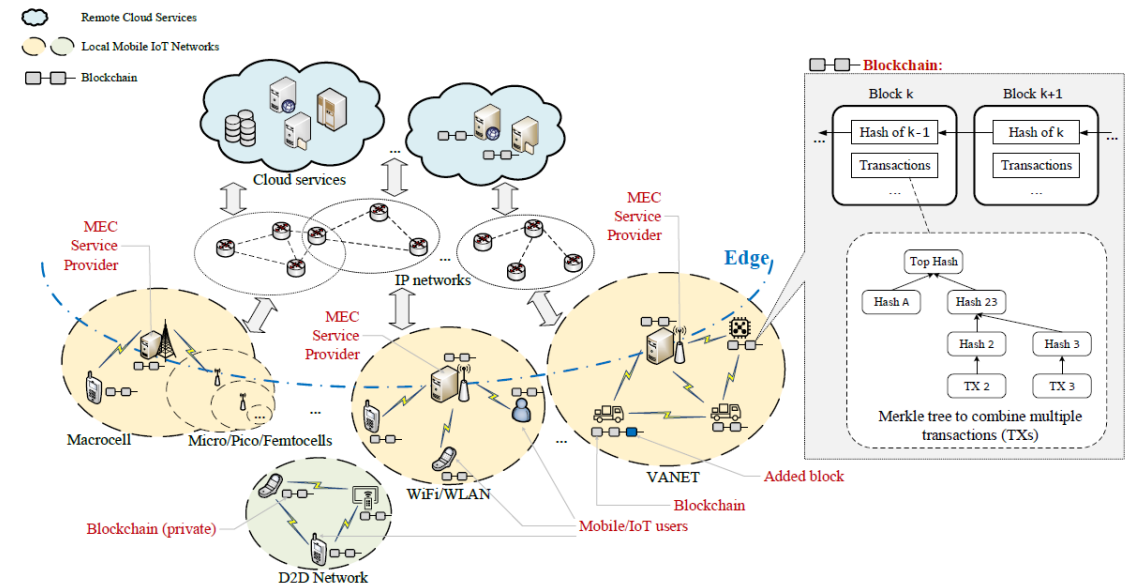 Remote Cloud Services
Local Mobile IoT Networks
Blockchain
Cloud services
...
MEC
Service
Provider
IP networks
...
MEC
Service
Provider
MEC
Service
Provider
Edge
Macrocell
Micro/Pico/Femtocells
...
...
WiFi/WLAN
...
VANET
Added block
Blockchain
Mobile/IoT users
Blockchain (private)
D2D Network
Blockchain:
Block k
Block k+1
...
Hash of k-1
Hash of k
...
Transactions
Transactions
...
...
Top Hash
Hash A
Hash 23
Hash 2
Hash 3
TX 2
TX 3
Merkle tree to combine multiple
transactions (TXs)